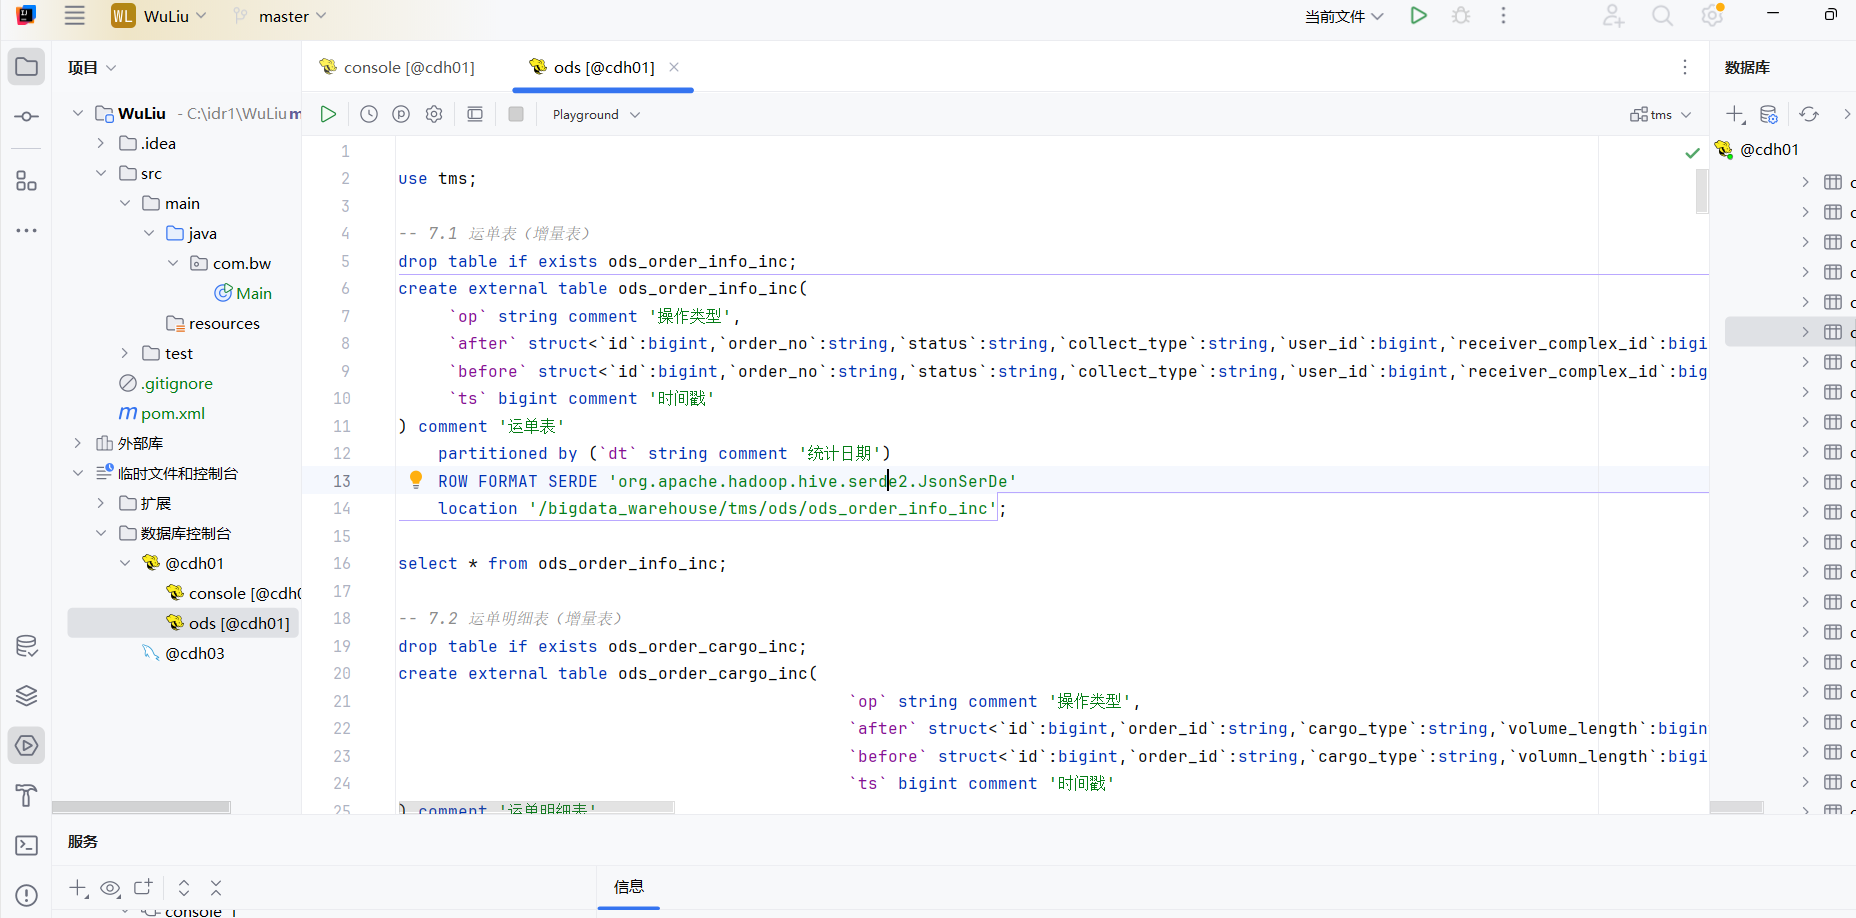 WL WuLiu master 当前文件
项目
console [@cdh01] ods [@cdh01]
数据库
Playground tms
WuLiu - C:\idr1\WuLiu
.idea
src
main
java
com.bw
Main
resources
test
.gitignore
m pom.xml
外部库
临时文件和控制台
扩展
数据库控制台
@cdh01
console [@cdh0
ods [@cdh01]
@cdh03
1
2 use tms;
3
4 -- 7.1 运单表（增量表）
5 drop table if exists ods_order_info_inc;
6 create external table ods_order_info_inc(
7 `op` string comment '操作类型',
8 `after` struct<`id`:bigint,`order_no`:string,`status`:string,`collect_type`:string,`user_id`:bigint,`receiver_complex_id`:bigi
9 `before` struct<`id`:bigint,`order_no`:string,`status`:string,`collect_type`:string,`user_id`:bigint,`receiver_complex_id`:big
10 `ts` bigint comment '时间戳'
11 ) comment '运单表'
12 partitioned by (`dt` string comment '统计日期')
13 ROW FORMAT SERDE 'org.apache.hadoop.hive.serde2.JsonSerDe'
14 location '/bigdata_warehouse/tms/ods/ods_order_info_inc';
15
16 select * from ods_order_info_inc;
17
18 -- 7.2 运单明细表（增量表）
19 drop table if exists ods_order_cargo_inc;
20 create external table ods_order_cargo_inc(
21 `op` string comment '操作类型',
22 `after` struct<`id`:bigint,`order_id`:string,`cargo_type`:string,`volume_length`:bigin
23 `before` struct<`id`:bigint,`order_id`:string,`cargo_type`:string,`volumn_length`:bigi
24 `ts` bigint comment '时间戳'
25 ) comment '运单明细表'
@cdh01
服务
信息
console